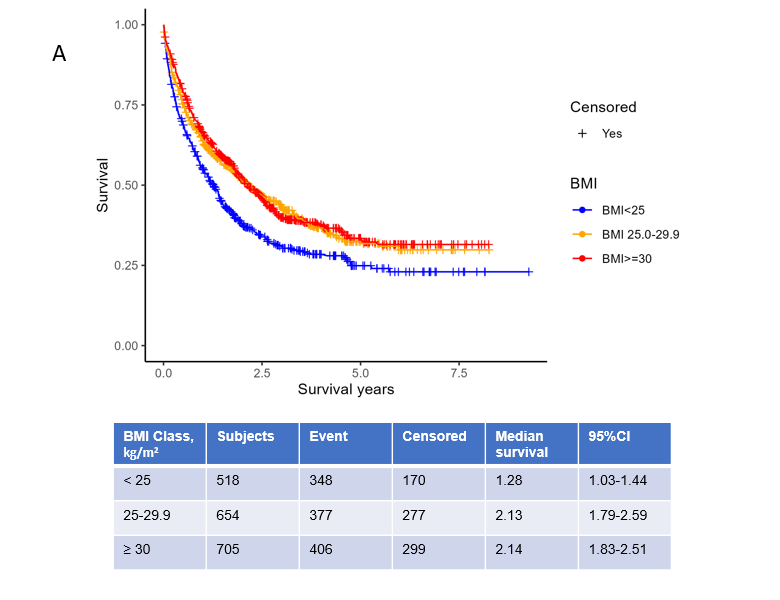 A
1.00
0.75
0.50
0.25
0.00
Survival
0.0 2.5 5.0 7.5
Survival years
Censored
Yes
BMI
BMI<25
BMI 25.0-29.9
BMI>=30
BMI Class, kg/m² Subjects Event Censored Median survival 95%CI
< 25 518 348 170 1.28 1.03-1.44
25-29.9 654 377 277 2.13 1.79-2.59
≥ 30 705 406 299 2.14 1.83-2.51